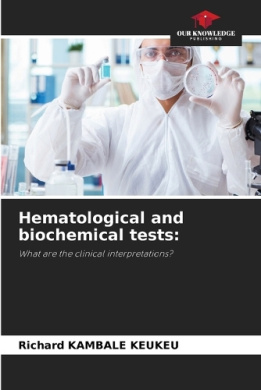 OUR KNOWLEDGE
PUBLISHING
Hematological and
biochemical tests:
What are the clinical interpretations?
Richard KAMBALE KEUKEU